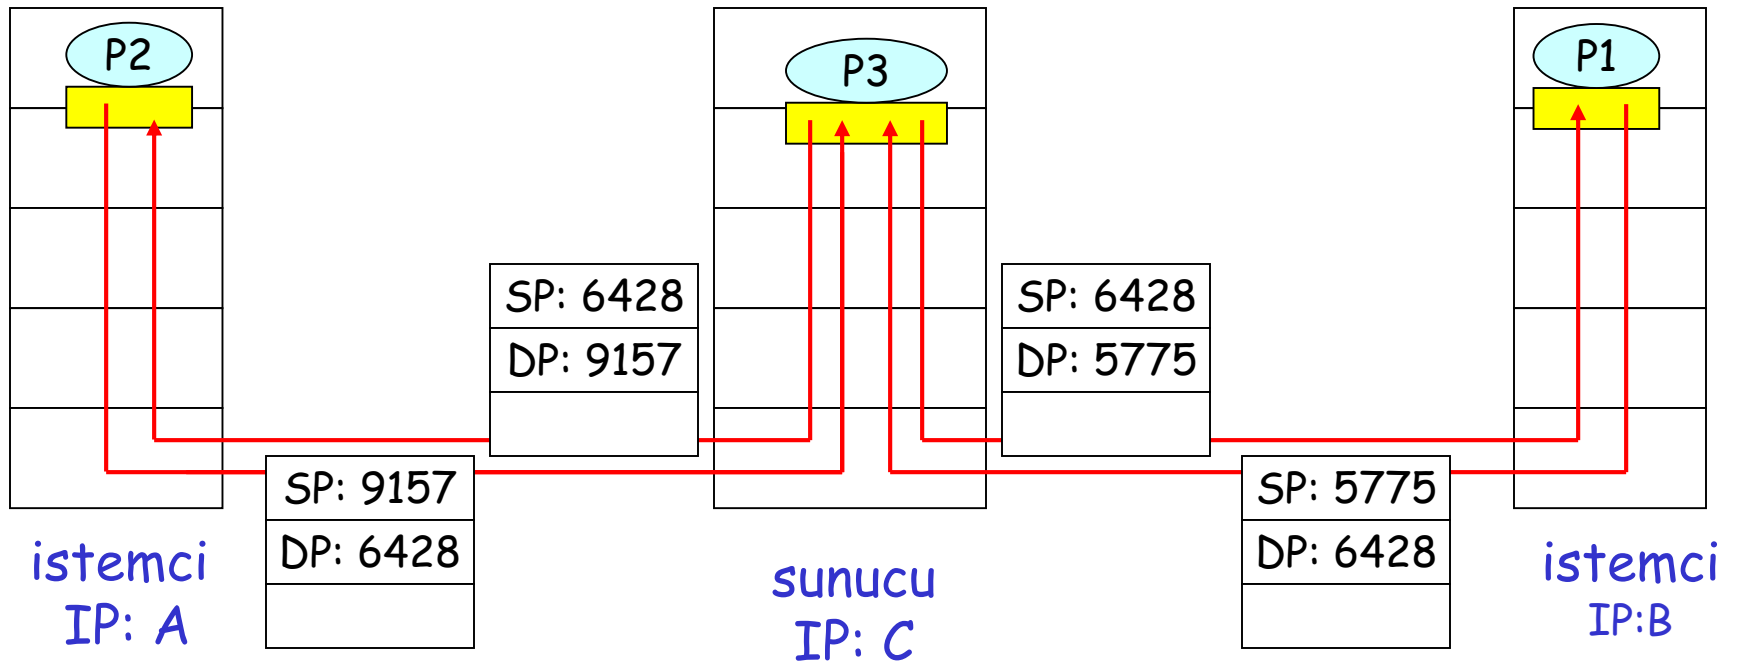 P2
P3
P1
SP: 6428
DP: 9157
SP: 6428
DP: 5775
SP: 9157
DP: 6428
SP: 5775
DP: 6428
istemci
IP: A
sunucu
IP: C
istemci
IP:B